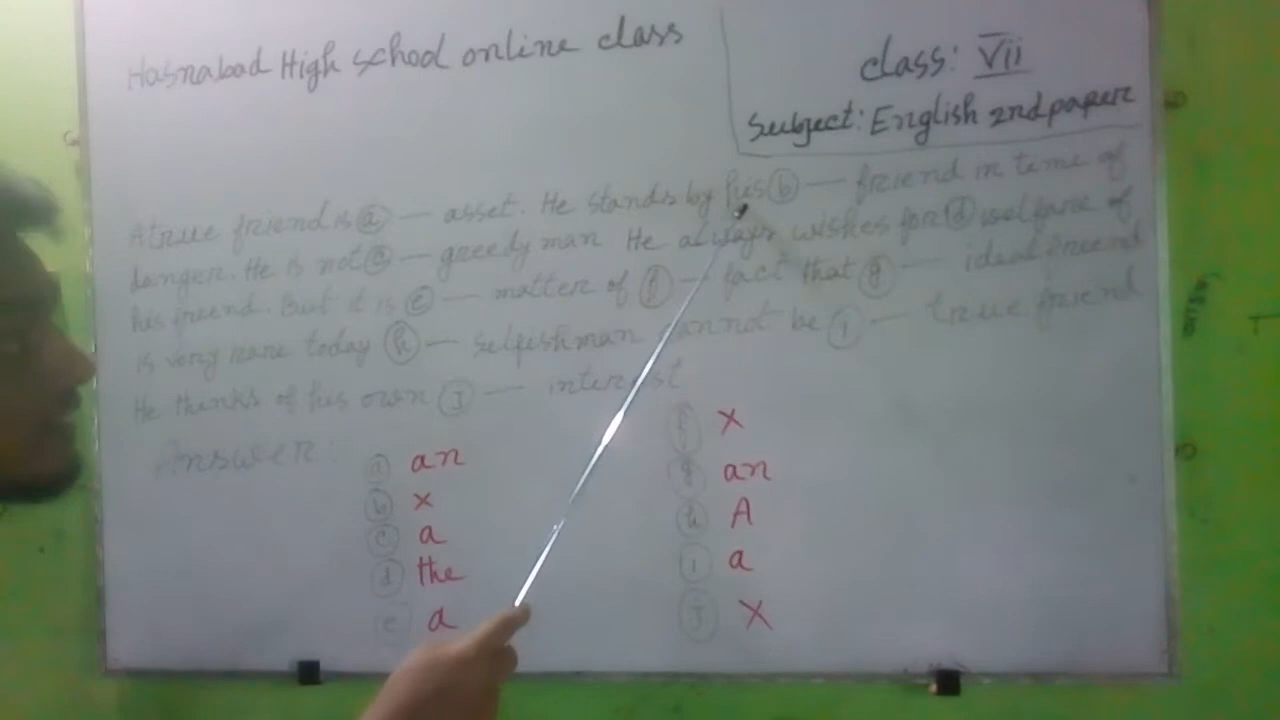 Hasnabad High school online class
class: Vii
Subject: English 2nd paper
A true friend is ⓐ — asset. He stands by his ⓑ — friend in time of
danger. He is not ⓒ — greedy man. He always wishes for ⓓ welfare of
his friend. But it is ⓔ — matter of ⓕ — fact that ⓖ — ideal friend
is very rare today ⓗ — selfish man cannot be ⓘ — true friend
He thinks of his own Ⓙ — interest
Answer:
ⓐ an
ⓑ x
ⓒ a
ⓓ the
ⓔ a
ⓕ x
ⓖ an
ⓗ A
ⓘ a
Ⓙ X